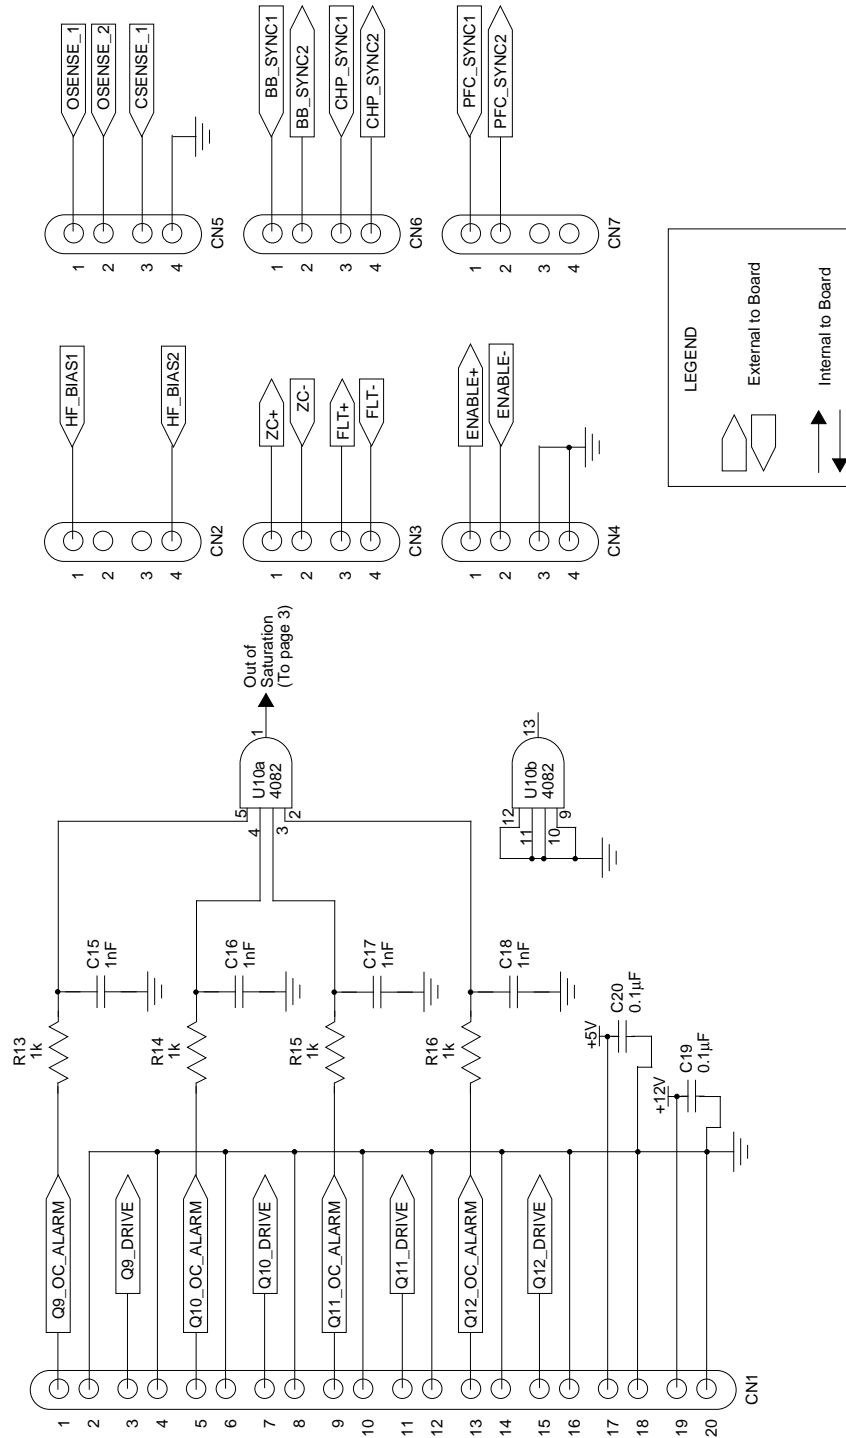 OSENSE_1
OSENSE_2
CSENSE_1
1
2
3
4
CN5
BB_SYNC1
BB_SYNC2
CHP_SYNC1
CHP_SYNC2
1
2
3
4
CN6
PFC_SYNC1
PFC_SYNC2
1
2
3
4
CN7
HF_BIAS1
HF_BIAS2
1
2
3
4
CN2
ZC+
ZC-
FLT+
FLT-
1
2
3
4
CN3
ENABLE+
ENABLE-
1
2
3
4
CN4
LEGEND
External to Board
Internal to Board
Out of
Saturation
(To page 3)
1
U10a
4082
5
4
3
2
13
U10b
4082
12
11
10
9
R13
1k
C15
1nF
R14
1k
C16
1nF
R15
1k
C17
1nF
R16
1k
C18
1nF
+5V
C20
0.1µF
+12V
C19
0.1µF
Q9_OC_ALARM
Q9_DRIVE
Q10_OC_ALARM
Q10_DRIVE
Q11_OC_ALARM
Q11_DRIVE
Q12_OC_ALARM
Q12_DRIVE
1
2
3
4
5
6
7
8
9
10
11
12
13
14
15
16
17
18
19
20
CN1